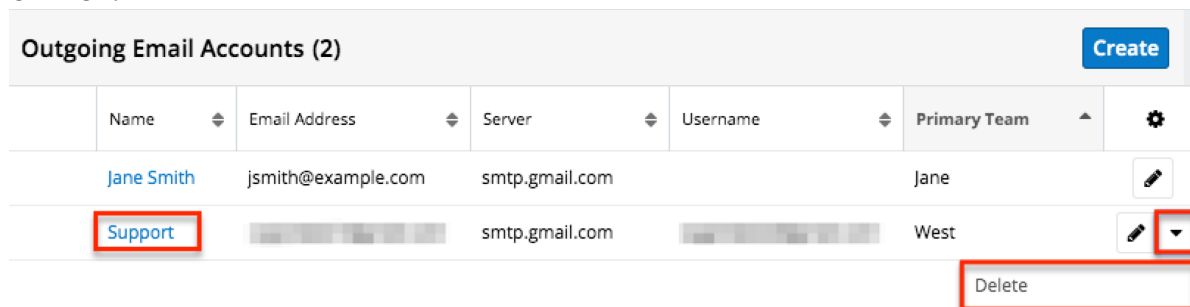 Outgoing Email Accounts (2) Create
Name Email Address Server Username Primary Team
Jane Smith jsmith@example.com smtp.gmail.com Jane
Support smtp.gmail.com West
Delete